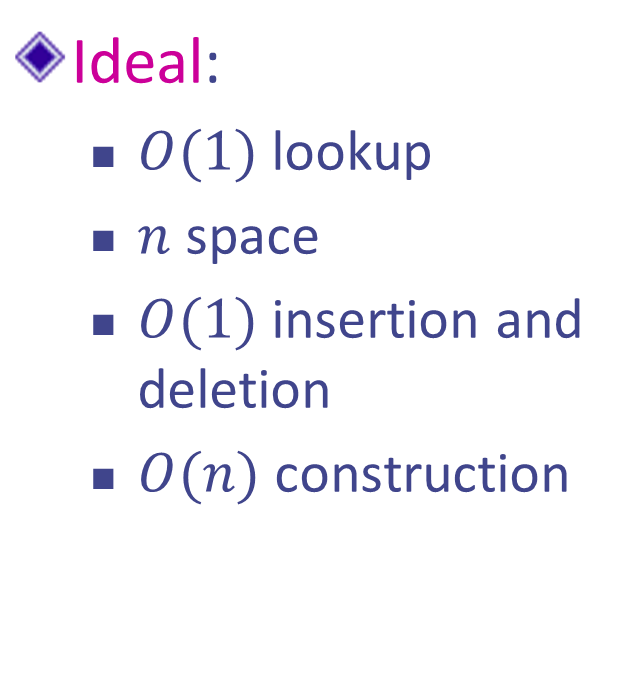 Ideal:
O(1) lookup
n space
O(1) insertion and
deletion
O(n) construction